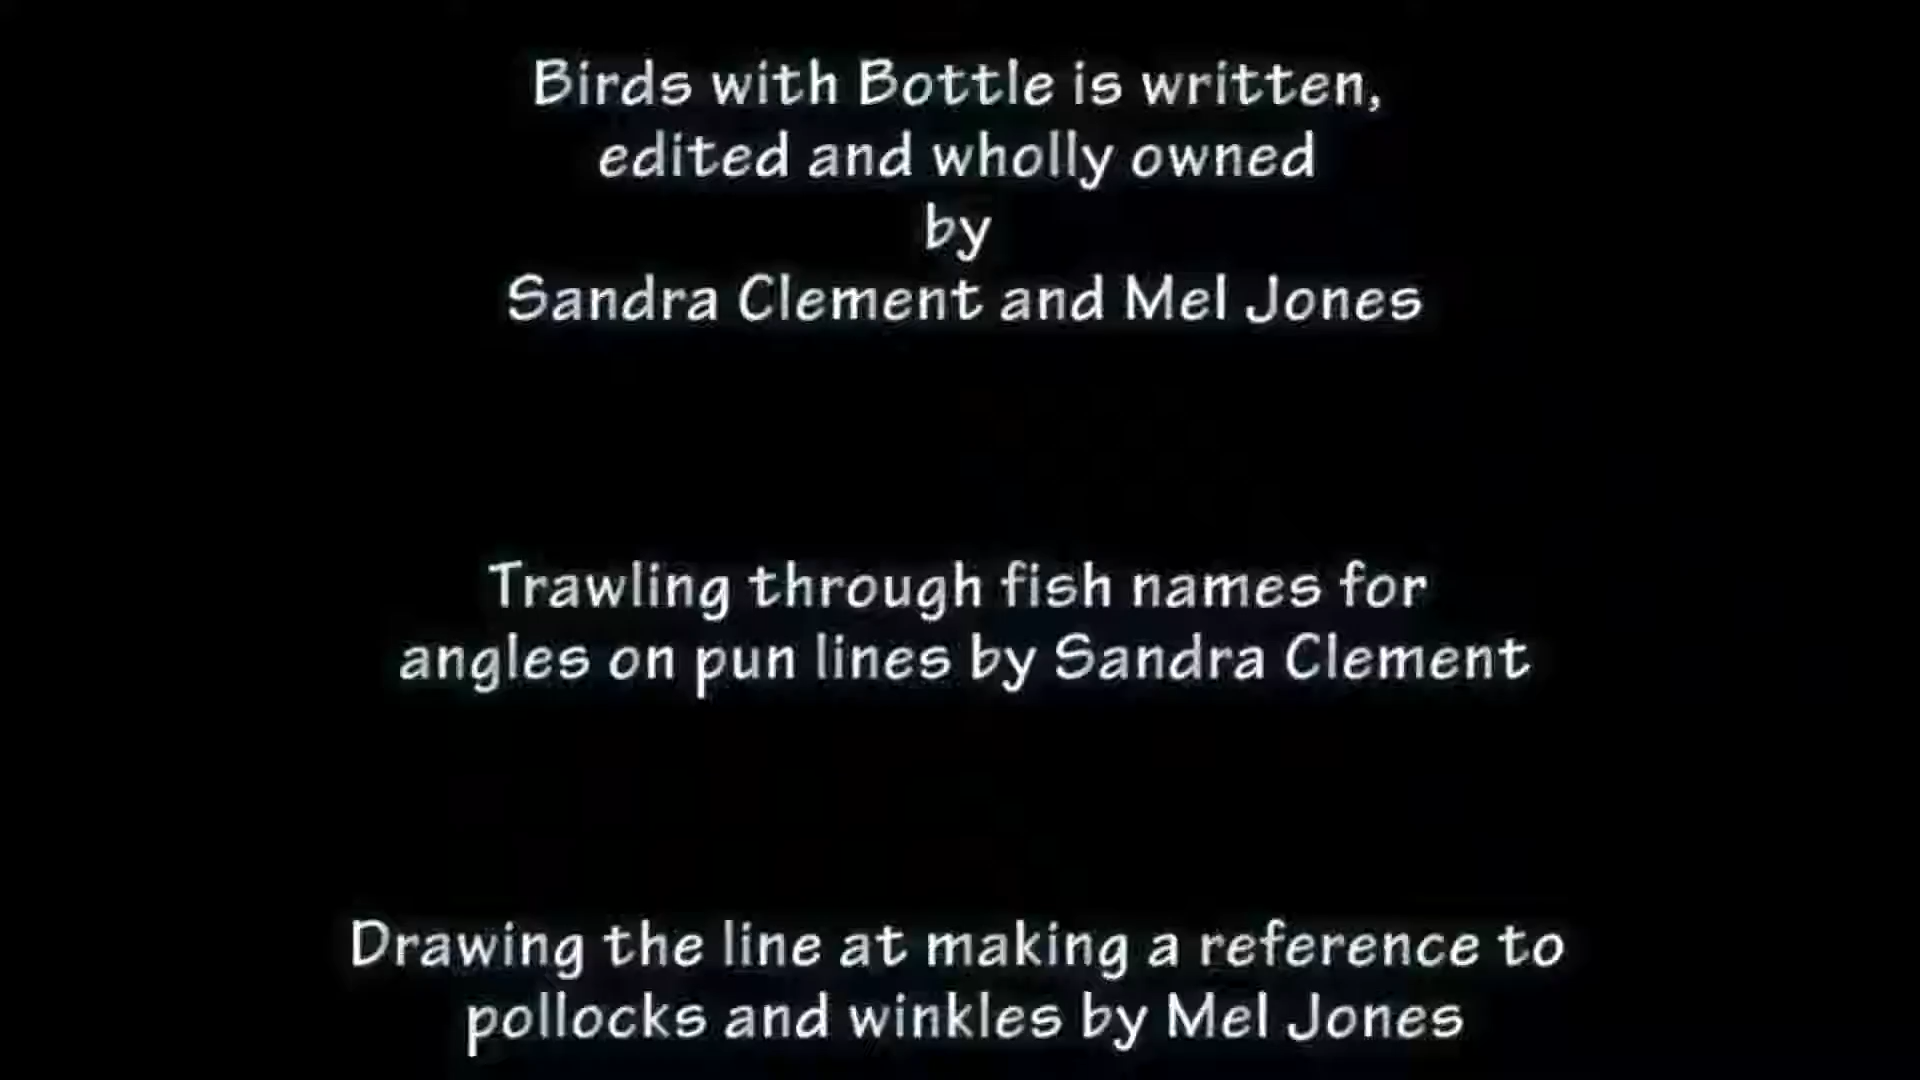 Birds with Bottle is written,
edited and wholly owned
by
Sandra Clement and Mel Jones
Trawling through fish names for
angles on pun lines by Sandra Clement
Drawing the line at making a reference to
pollocks and winkles by Mel Jones